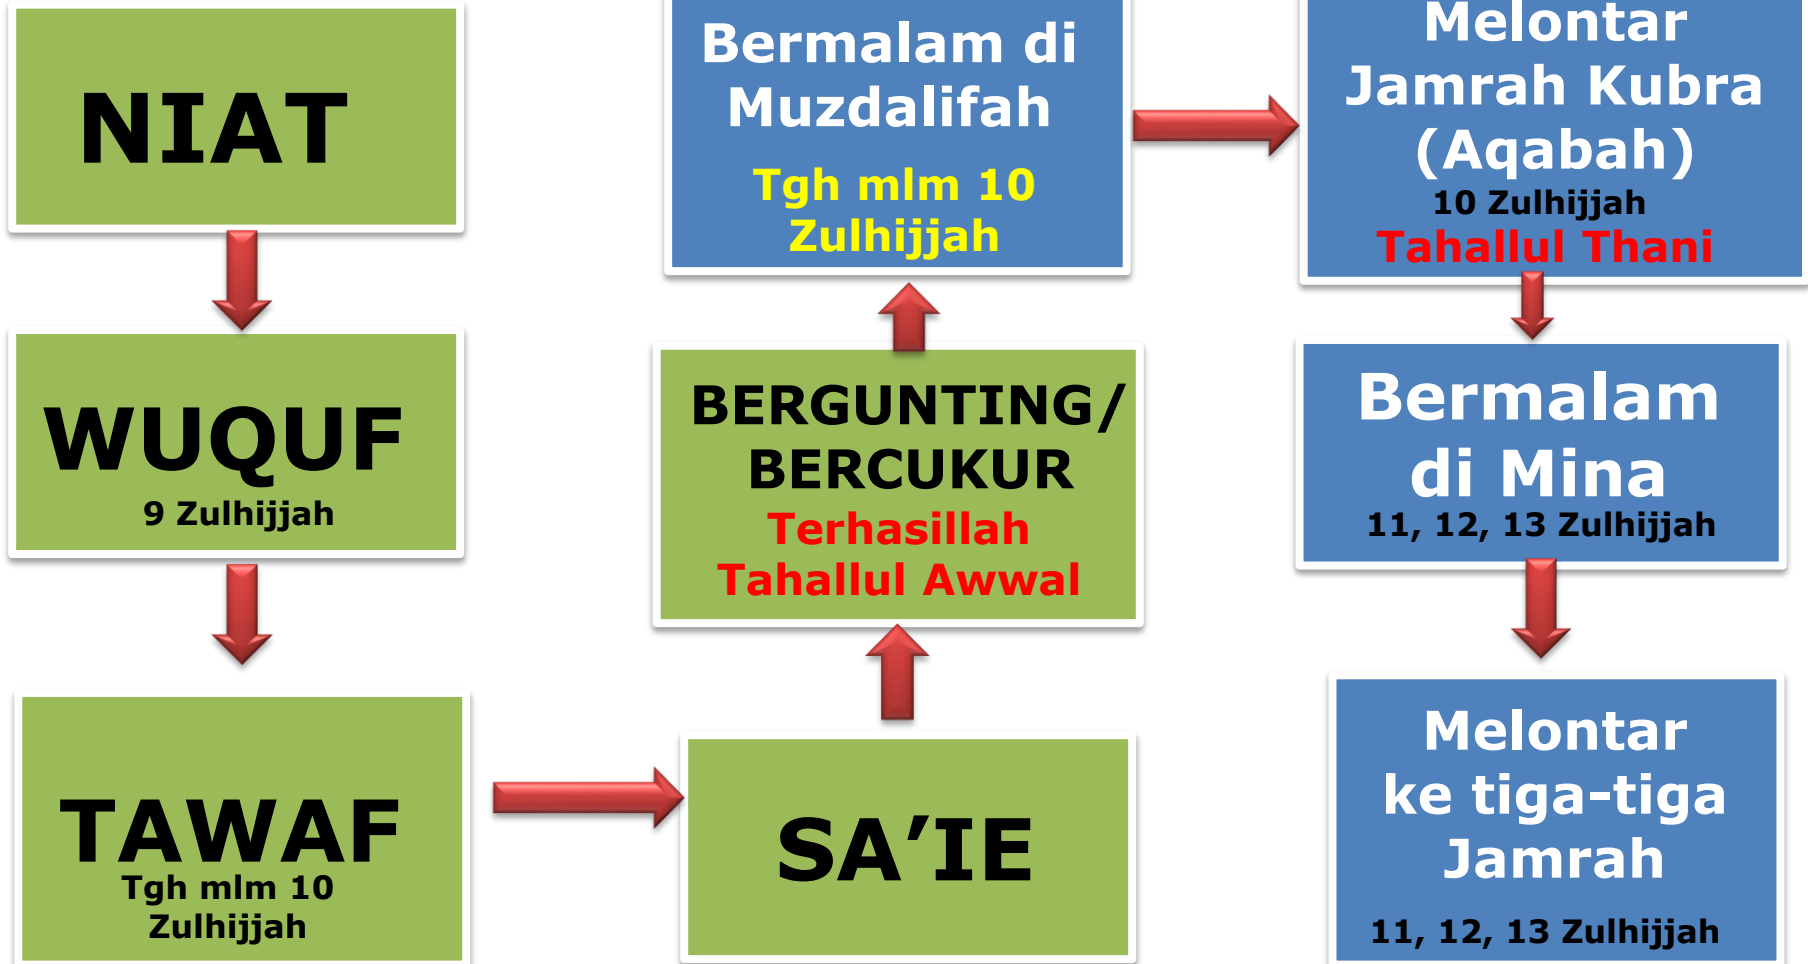 NIAT
WUQUF
9 Zulhijjah
TAWAF
Tgh mlm 10
Zulhijjah
SA’IE
BERGUNTING/
BERCUKUR
Terhasillah
Tahallul Awwal
Bermalam di
Muzdalifah
Tgh mlm 10
Zulhijjah
Melontar
Jamrah Kubra
(Aqabah)
10 Zulhijjah
Tahallul Thani
Bermalam
di Mina
11, 12, 13 Zulhijjah
Melontar
ke tiga-tiga
Jamrah
11, 12, 13 Zulhijjah